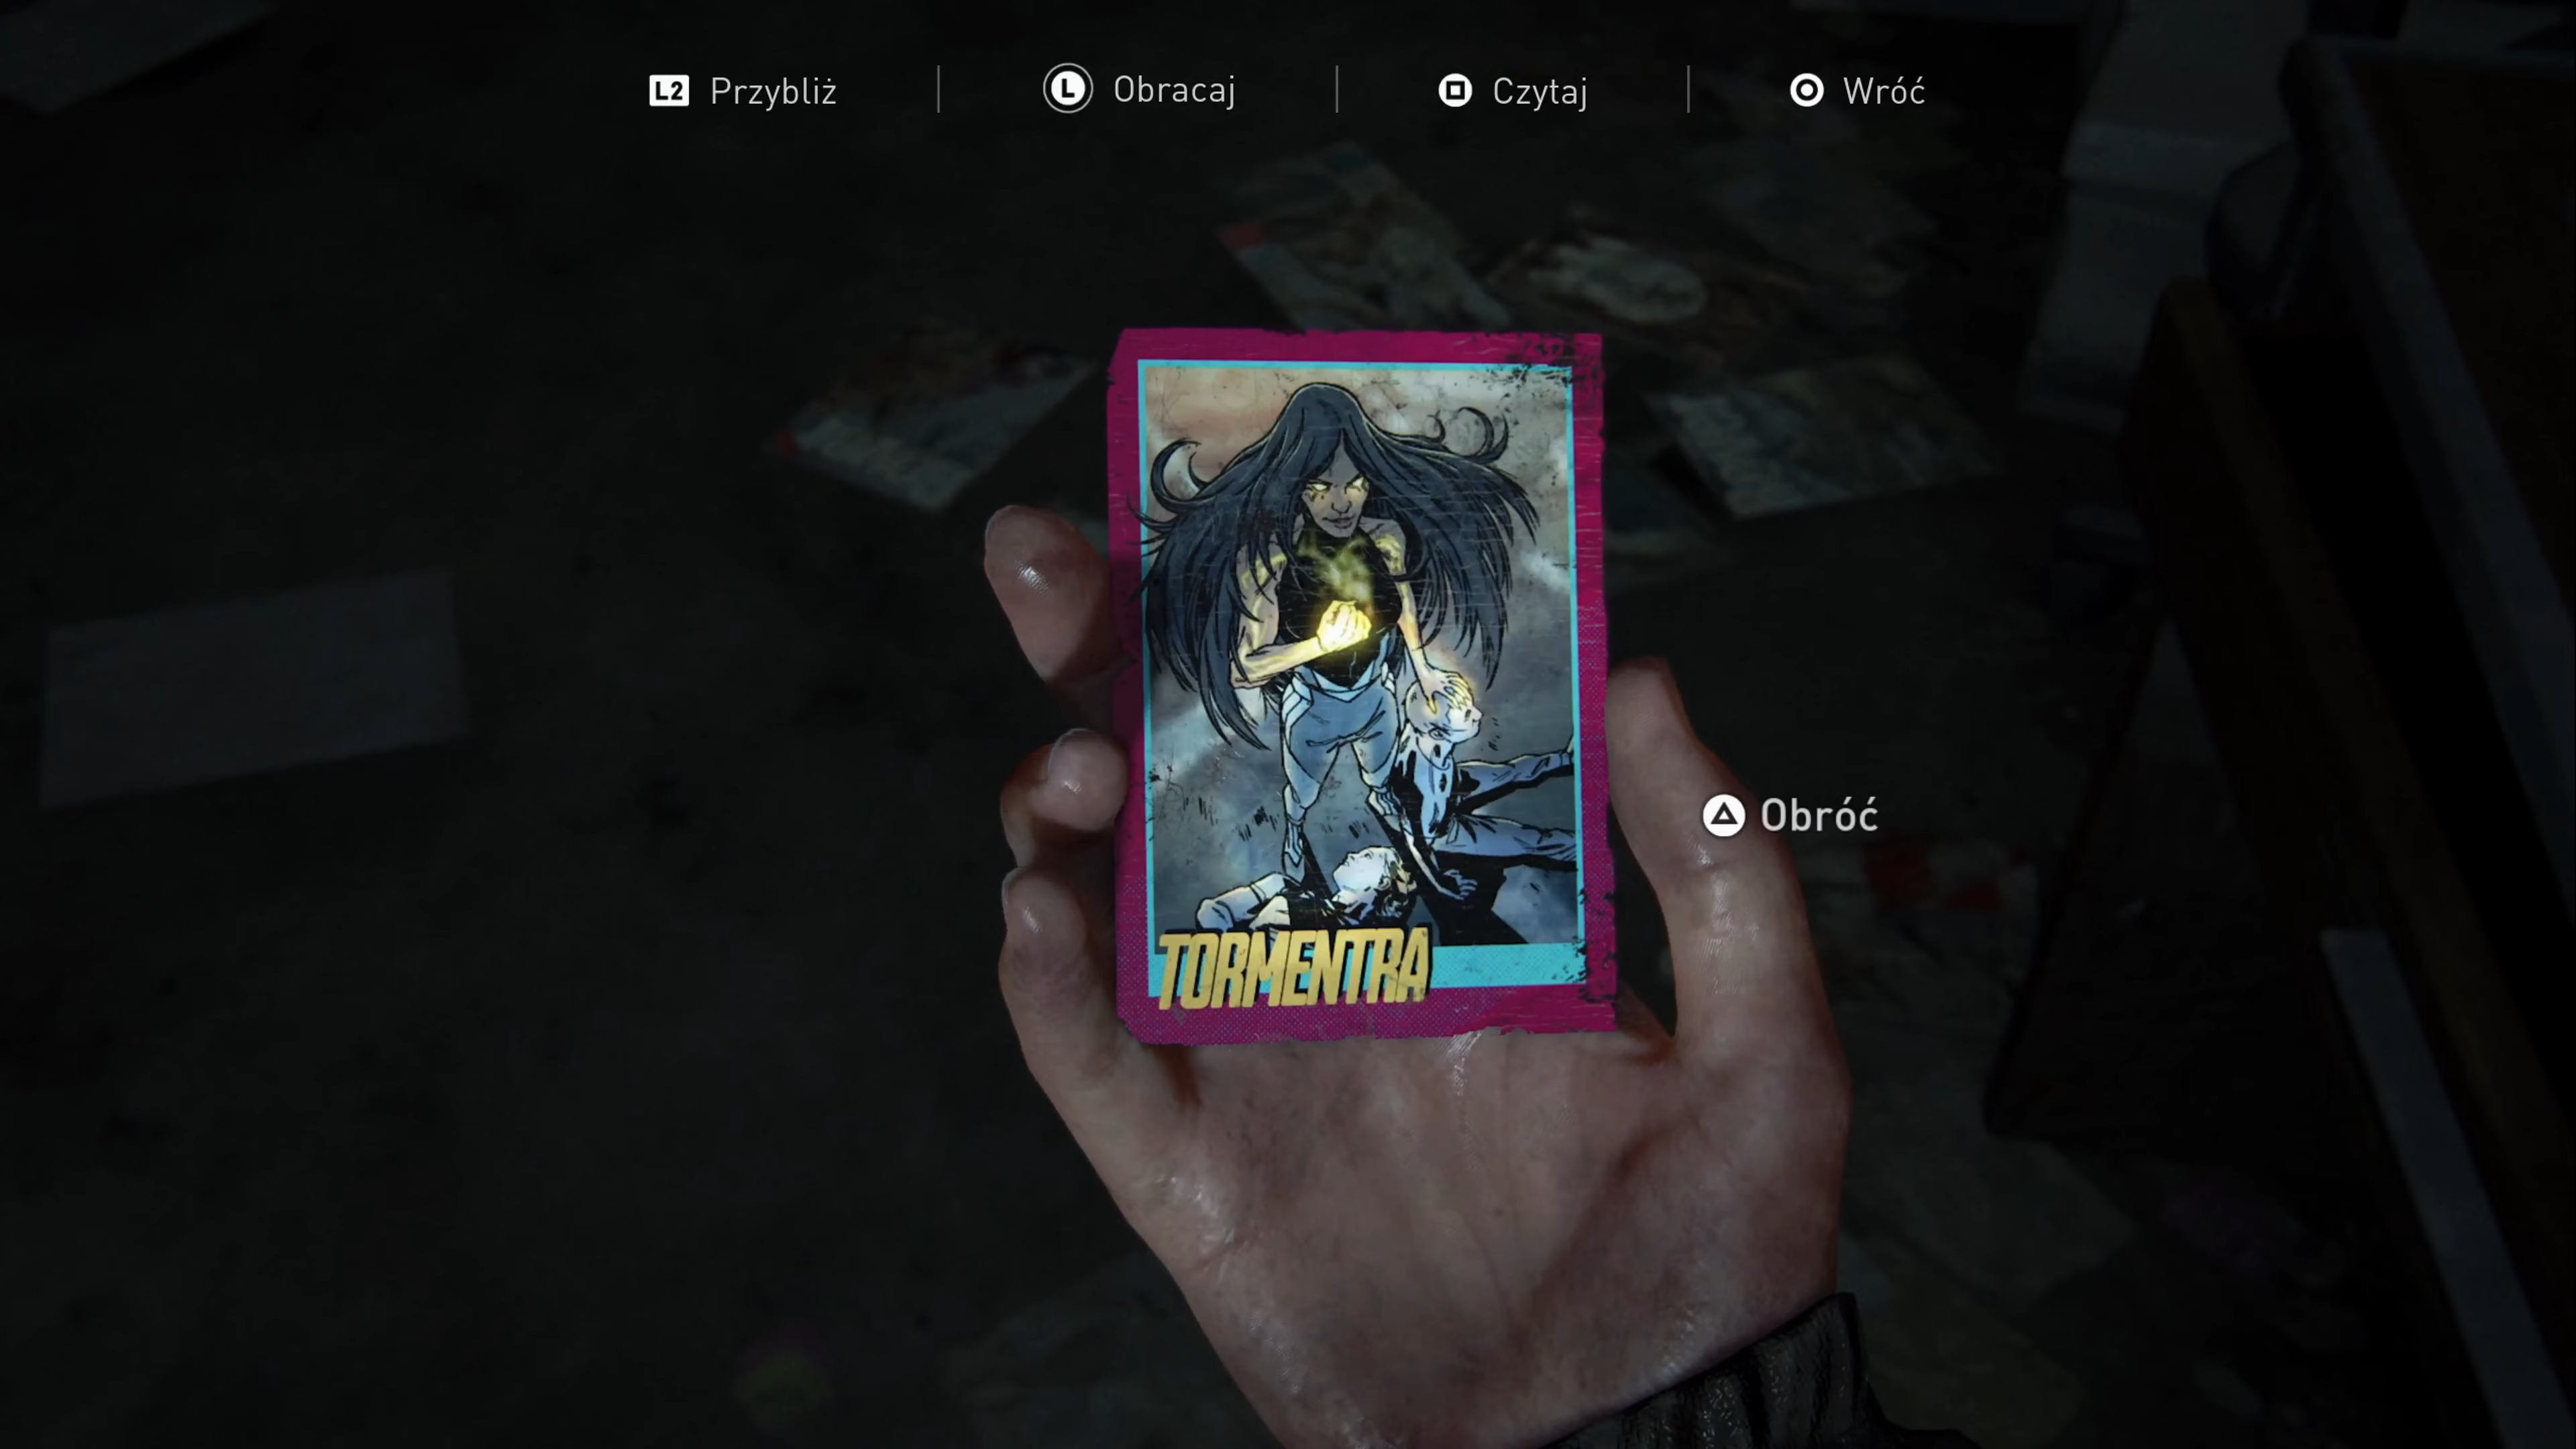 L2 Przybliż
L Obracaj
Czytaj
Wróć
Obróć
TORMENTRA